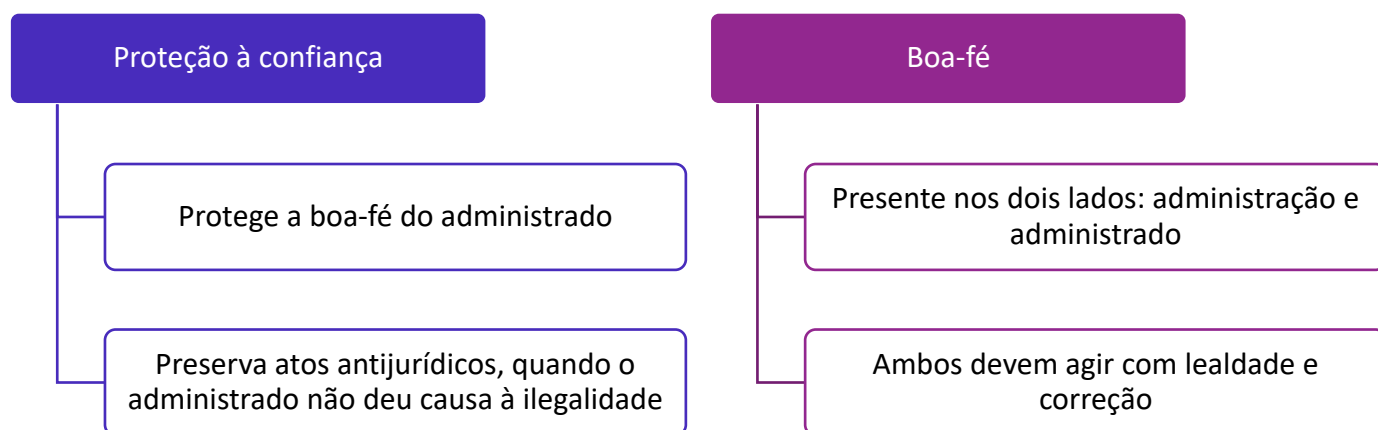 Proteção à confiança
Protege a boa-fé do administrado
Preserva atos antijurídicos, quando o
administrado não deu causa à ilegalidade
Boa-fé
Presente nos dois lados: administração e
administrado
Ambos devem agir com lealdade e
correção